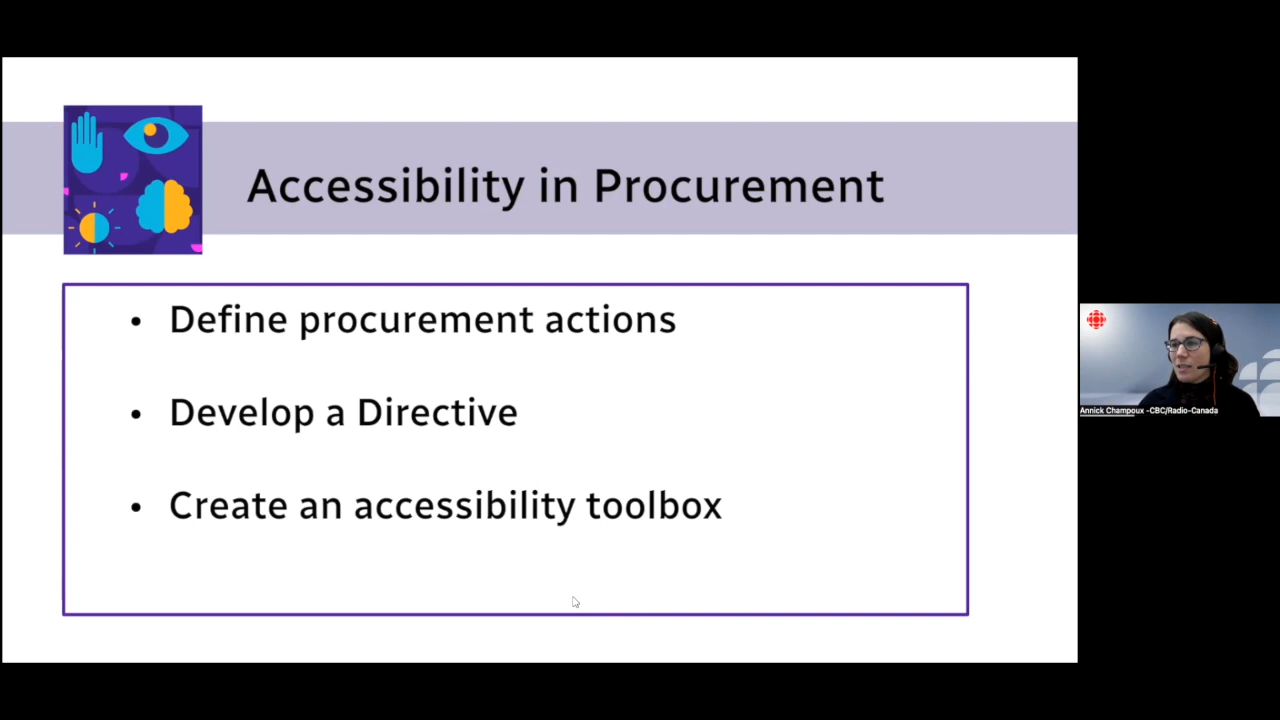 Accessibility in Procurement
• Define procurement actions
• Develop a Directive
• Create an accessibility toolbox
Annick Champoux -CBC/Radio-Canada